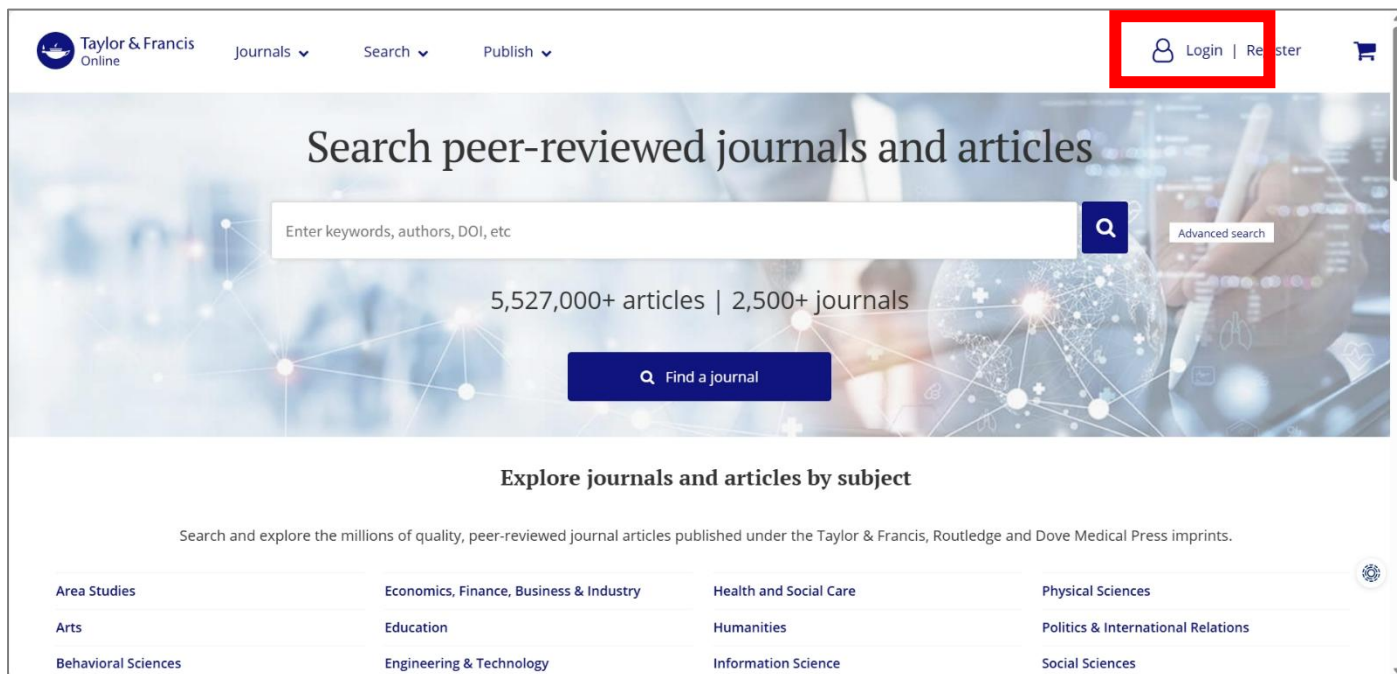 Taylor & Francis
Online
Journals
Search
Publish
Login | Register
Search peer-reviewed journals and articles
Enter keywords, authors, DOI, etc
Advanced search
5,527,000+ articles | 2,500+ journals
Find a journal
Explore journals and articles by subject
Search and explore the millions of quality, peer-reviewed journal articles published under the Taylor & Francis, Routledge and Dove Medical Press imprints.
Area Studies
Economics, Finance, Business & Industry
Health and Social Care
Physical Sciences
Arts
Education
Humanities
Politics & International Relations
Behavioral Sciences
Engineering & Technology
Information Science
Social Sciences